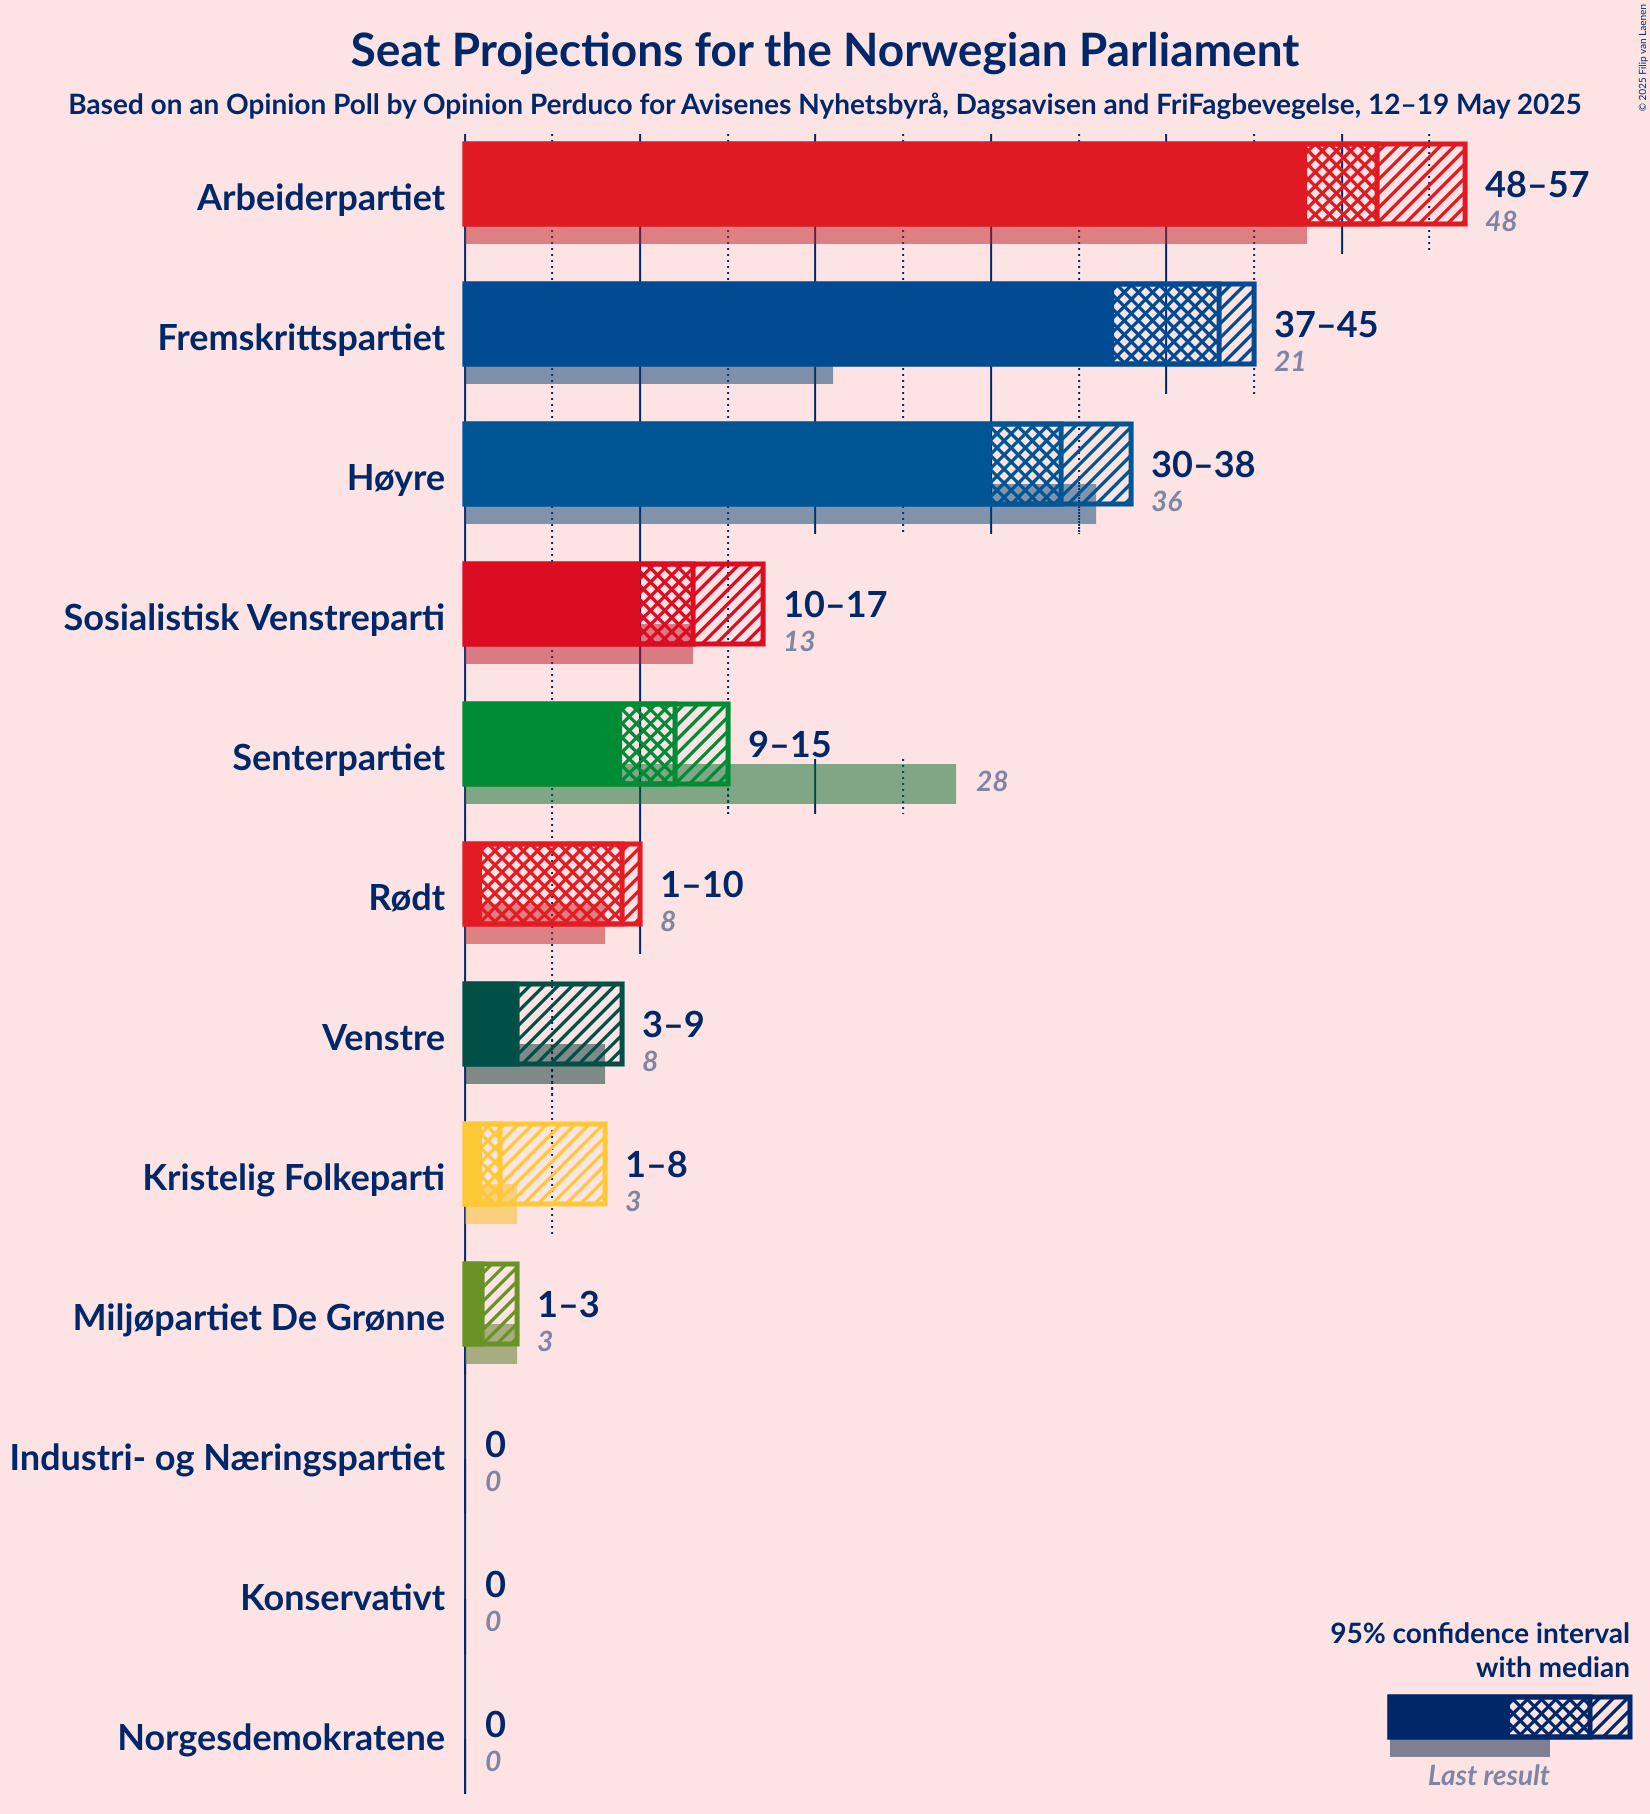 Seat Projections for the Norwegian Parliament
Based on an Opinion Poll by Opinion Perduco for Avisenes Nyhetsbyrå, Dagsavisen and FriFagbevegelse, 12–19 May 2025
© 2025 Filip van Laenen
Arbeiderpartiet
48–57
48
Fremskrittspartiet
37–45
21
Høyre
30–38
36
Sosialistisk Venstreparti
10–17
13
Senterpartiet
9–15
28
Rødt
1–10
8
Venstre
3–9
8
Kristelig Folkeparti
1–8
3
Miljøpartiet De Grønne
1–3
3
Industri- og Næringspartiet
0
0
Konservativt
0
0
Norgesdemokratene
0
0
95% confidence interval
with median
Last result